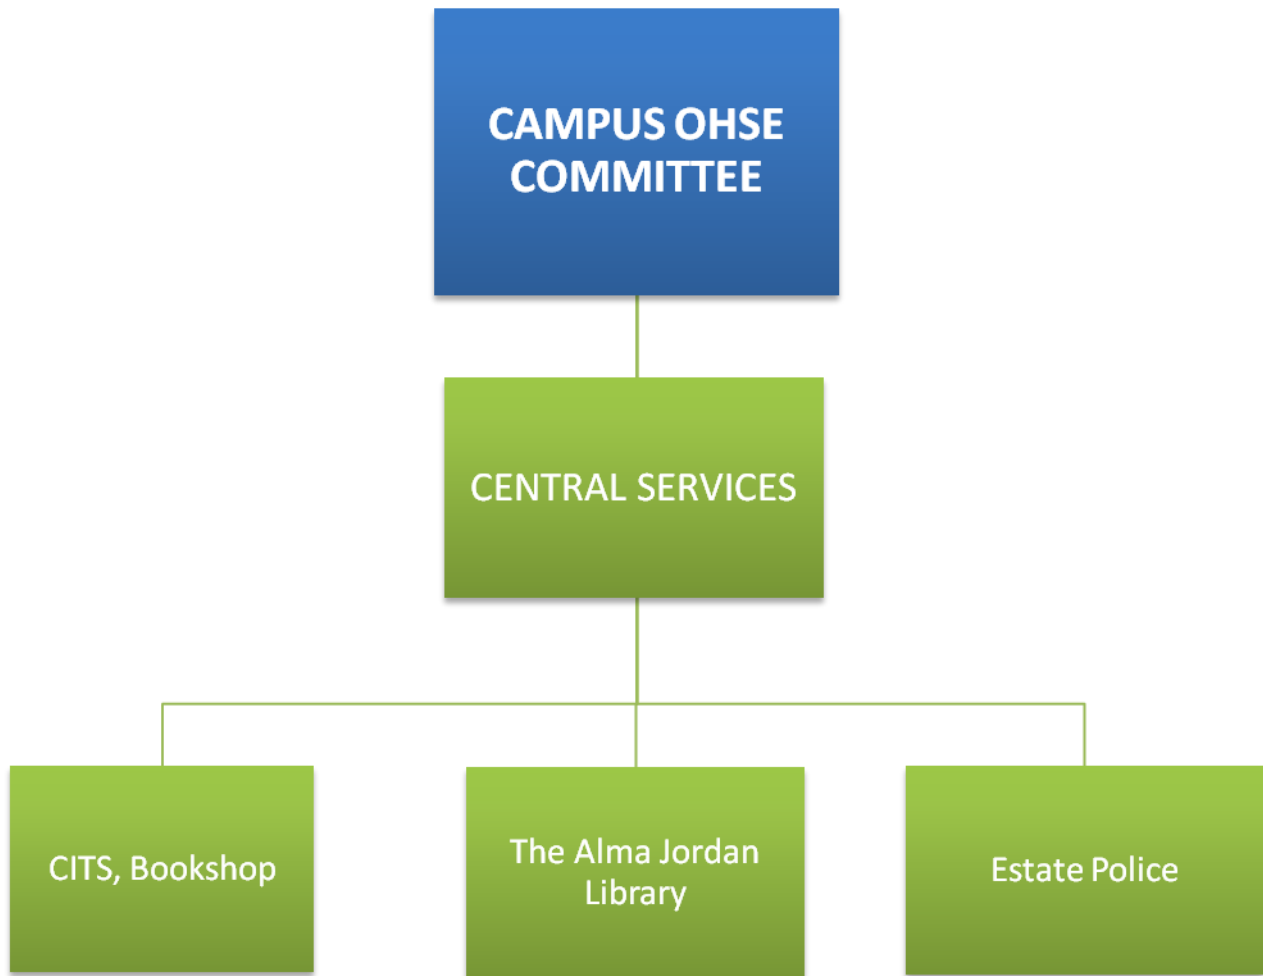 CAMPUS OHSE
COMMITTEE
CENTRAL SERVICES
CITS, Bookshop
The Alma Jordan
Library
Estate Police